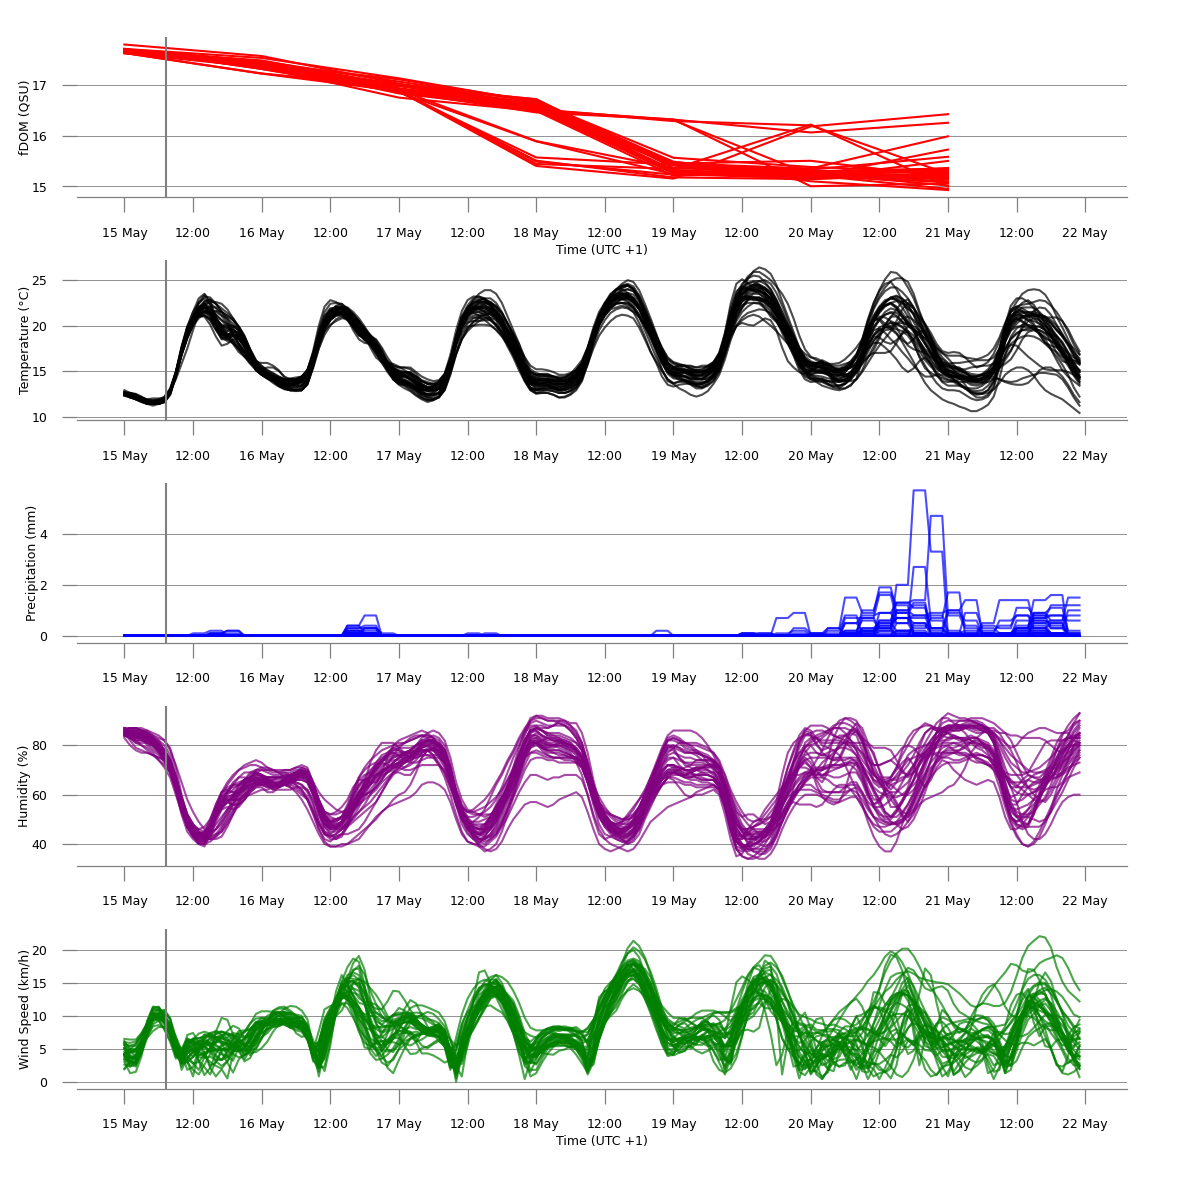 fDOM (QSU)
17
16
15
15 May 12:00 16 May 12:00 17 May 12:00 18 May 12:00 19 May 12:00 20 May 12:00 21 May 12:00 22 May
Time (UTC +1)
Temperature (°C)
25
20
15
10
15 May 12:00 16 May 12:00 17 May 12:00 18 May 12:00 19 May 12:00 20 May 12:00 21 May 12:00 22 May
Precipitation (mm)
4
2
0
15 May 12:00 16 May 12:00 17 May 12:00 18 May 12:00 19 May 12:00 20 May 12:00 21 May 12:00 22 May
Humidity (%)
80
60
40
15 May 12:00 16 May 12:00 17 May 12:00 18 May 12:00 19 May 12:00 20 May 12:00 21 May 12:00 22 May
Wind Speed (km/h)
20
15
10
5
0
15 May 12:00 16 May 12:00 17 May 12:00 18 May 12:00 19 May 12:00 20 May 12:00 21 May 12:00 22 May
Time (UTC +1)